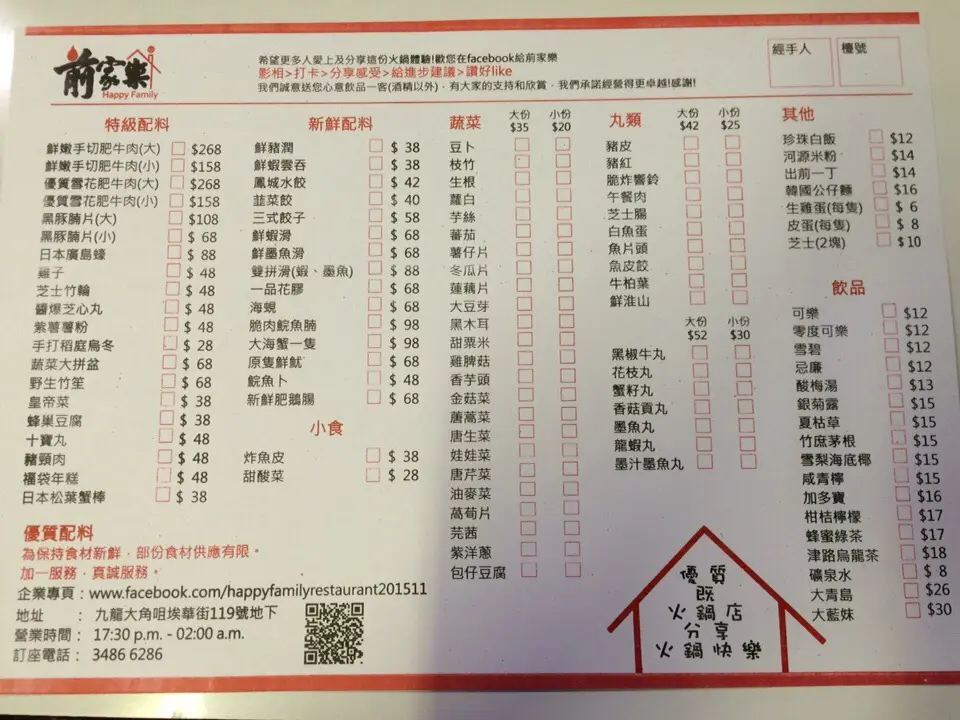 前家樂
Happy Family
希望更多人愛上及分享這份火鍋體驗!歡您在facebook給前家樂
影相>打卡>分享感受>給進步建議>讚好like
我們誠意送您心意飲品一客(酒精以外)﹐有大家的支持和欣賞﹐我們承諾經營得更卓越!感謝!
經手人
檯號
特級配料
鮮嫩手切肥牛肉(大) $268
鮮嫩手切肥牛肉(小) $158
優質雪花肥牛肉(大) $268
優質雪花肥牛肉(小) $158
黑豚腩片(大) $108
黑豚腩片(小) $ 68
日本廣島蠔 $ 88
雞子 $ 48
芝士竹輪 $ 48
醬爆芝心丸 $ 48
紫薯薯粉 $ 48
手打稻庭烏冬 $ 28
蔬菜大拼盆 $ 68
野生竹笙 $ 68
皇帝菜 $ 38
蜂巢豆腐 $ 38
十寶丸 $ 48
豬頸肉 $ 48
福袋年糕 $ 48
日本松葉蟹棒 $ 38
新鮮配料
鮮豬潤 $ 38
鮮蝦雲吞 $ 38
鳳城水餃 $ 42
韮菜餃 $ 40
三式餃子 $ 58
鮮蝦滑 $ 68
鮮墨魚滑 $ 68
雙拼滑(蝦、墨魚) $ 88
一品花膠 $ 68
海蜆 $ 68
脆肉鯇魚腩 $ 98
大海蟹一隻 $ 98
原隻鮮魷 $ 68
鯇魚卜 $ 48
新鮮肥鵝腸 $ 68
小食
炸魚皮 $ 38
甜酸菜 $ 28
蔬菜 大份 $35 小份 $20
豆卜
枝竹
生根
蘿白
芋絲
蕃茄
薯仔片
冬瓜片
蓮藕片
大豆芽
黑木耳
甜粟米
雞脾菇
香芋頭
金菇菜
蓠蒿菜
唐生菜
娃娃菜
唐芹菜
油麥菜
萵荀片
芫茜
紫洋蔥
包仔豆腐
丸類 大份 $42 小份 $25
豬皮
豬紅
脆炸響鈴
午餐肉
芝士腸
白魚蛋
魚片頭
魚皮餃
牛柏葉
鮮淮山
大份 $52 小份 $30
黑椒牛丸
花枝丸
蟹籽丸
香菇貢丸
墨魚丸
龍蝦丸
墨汁墨魚丸
其他
珍珠白飯 $12
河源米粉 $14
出前一丁 $14
韓國公仔麵 $16
生雞蛋(每隻) $ 6
皮蛋(每隻) $ 8
芝士(2塊) $10
飲品
可樂 $12
零度可樂 $12
雪碧 $12
忌廉 $12
酸梅湯 $13
銀菊露 $15
夏枯草 $15
竹庶茅根 $15
雪梨海底椰 $15
咸青檸 $15
加多寶 $16
柑桔檸檬 $17
蜂蜜綠茶 $17
津路烏龍茶 $18
礦泉水 $ 8
大青島 $26
大藍妹 $30
優質配料
為保持食材新鮮﹐部份食材供應有限。
加一服務﹐真誠服務。
企業專頁：www.facebook.com/happyfamilyrestaurant201511
地址 ： 九龍大角咀埃華街119號地下
營業時間： 17:30 p.m. - 02:00 a.m.
訂座電話： 3486 6286
優質
既
火鍋店
分享
火鍋快樂